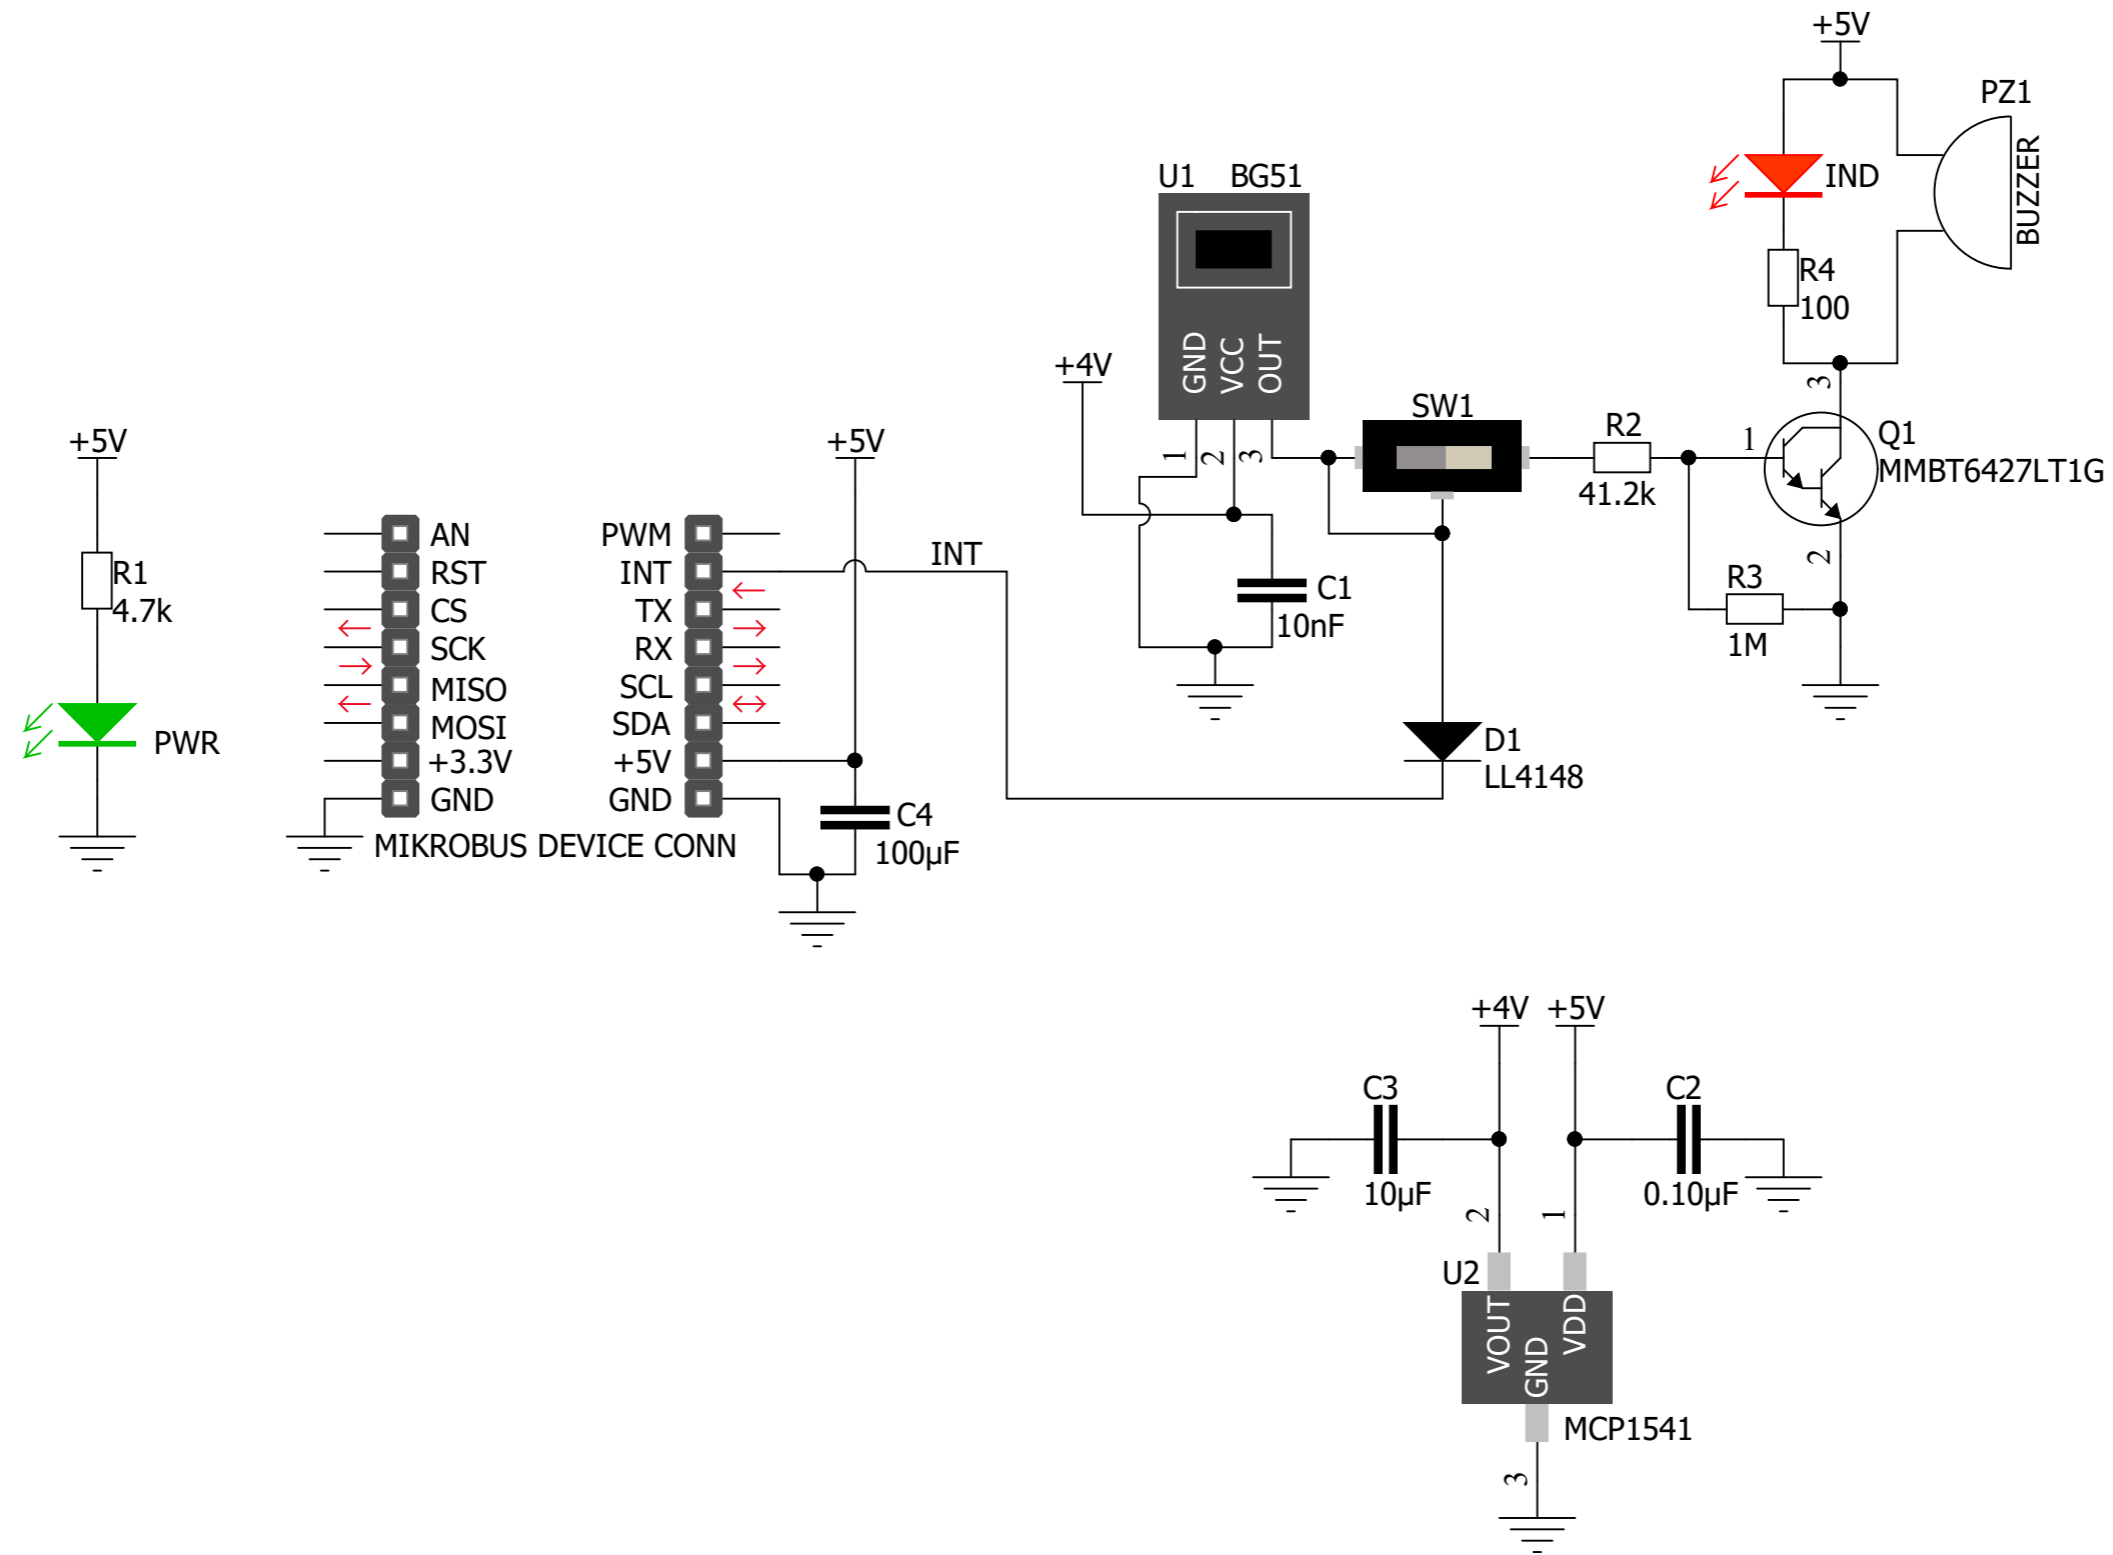 +5V
PZ1
BUZZER
IND
R4
100
U1 BG51
GND
VCC
OUT
1
2
3
+4V
SW1
R2
41.2k
1
3
2
Q1
MMBT6427LT1G
R3
1M
C1
10nF
D1
LL4148
+5V
R1
4.7k
PWR
AN
RST
CS
SCK
MISO
MOSI
+3.3V
GND
PWM
INT
TX
RX
SCL
SDA
+5V
GND
MIKROBUS DEVICE CONN
+5V
INT
C4
100µF
+4V +5V
C3
10µF
C2
0.10µF
2
1
U2
VOUT
GND
VDD
MCP1541
3